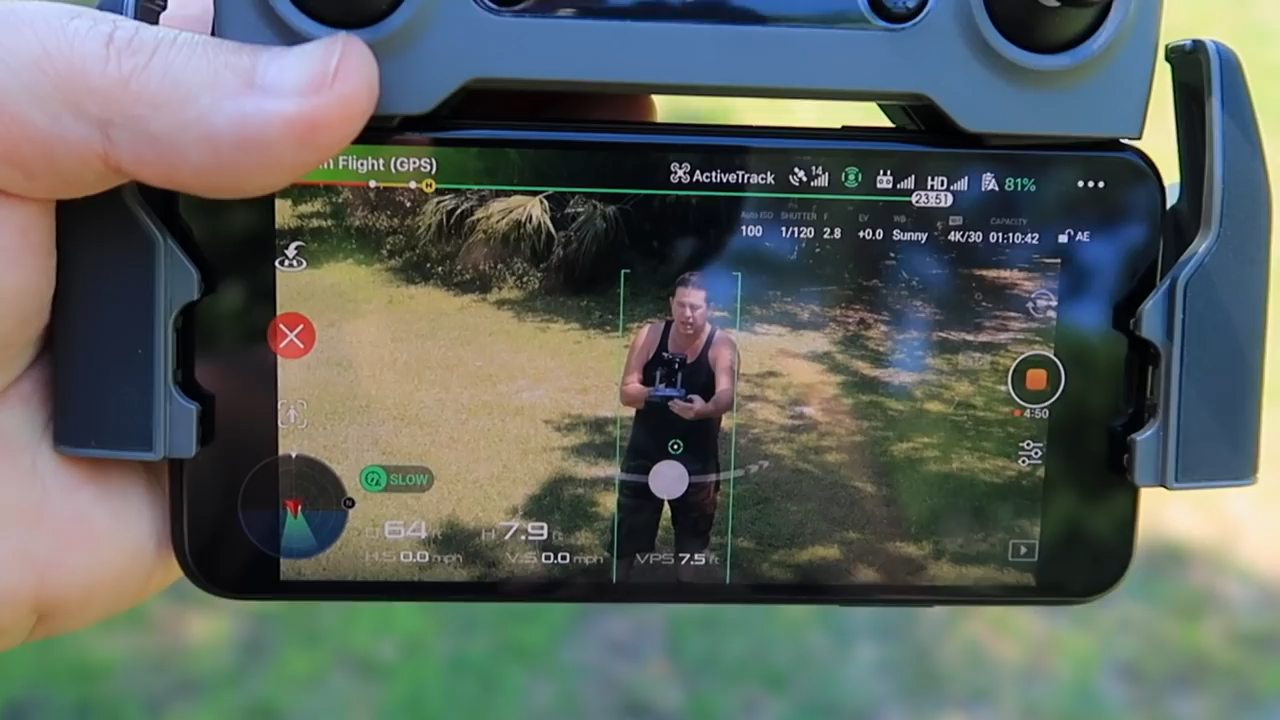 n Flight (GPS)
ActiveTrack 14 HD 81%
H 23:51
Auto ISO SHUTTER F EV WB CAPACITY
100 1/120 2.8 +0.0 Sunny 4K/30 01:10:42 AE
H
4:50
SLOW
N
D 64 ft H 7.9 ft
H.S 0.0 mph V.S 0.0 mph VPS 7.5 ft